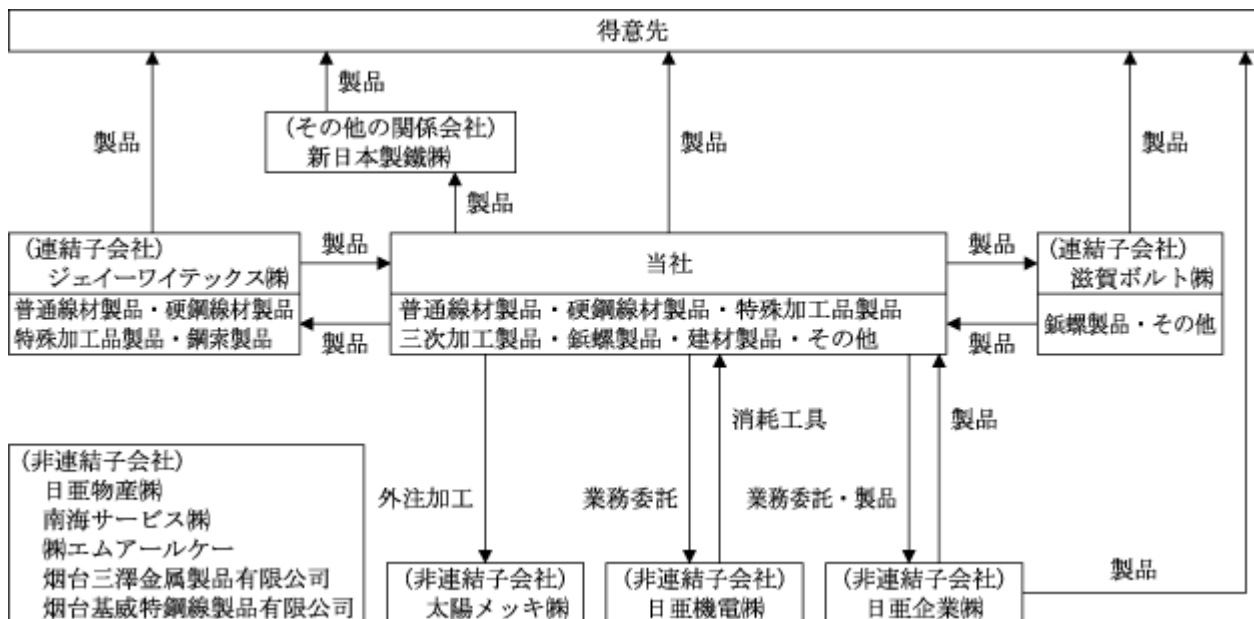 得意先
製品
製品
製品
製品
(その他の関係会社)
新日本製鐵㈱
製品
(連結子会社)
ジェイーワイテックス㈱
普通線材製品・硬鋼線材製品
特殊加工品製品・鋼索製品
製品
製品
当社
普通線材製品・硬鋼線材製品・特殊加工品製品
三次加工製品・鋲螺製品・建材製品・その他
製品
製品
(連結子会社)
滋賀ボルト㈱
鋲螺製品・その他
消耗工具
製品
外注加工
業務委託
業務委託・製品
製品
(非連結子会社)
日亜物産㈱
南海サービス㈱
㈱エムアールケー
烟台三澤金属製品有限公司
烟台基威特鋼線製品有限公司
(非連結子会社)
太陽メッキ㈱
(非連結子会社)
日亜機電㈱
(非連結子会社)
日亜企業㈱